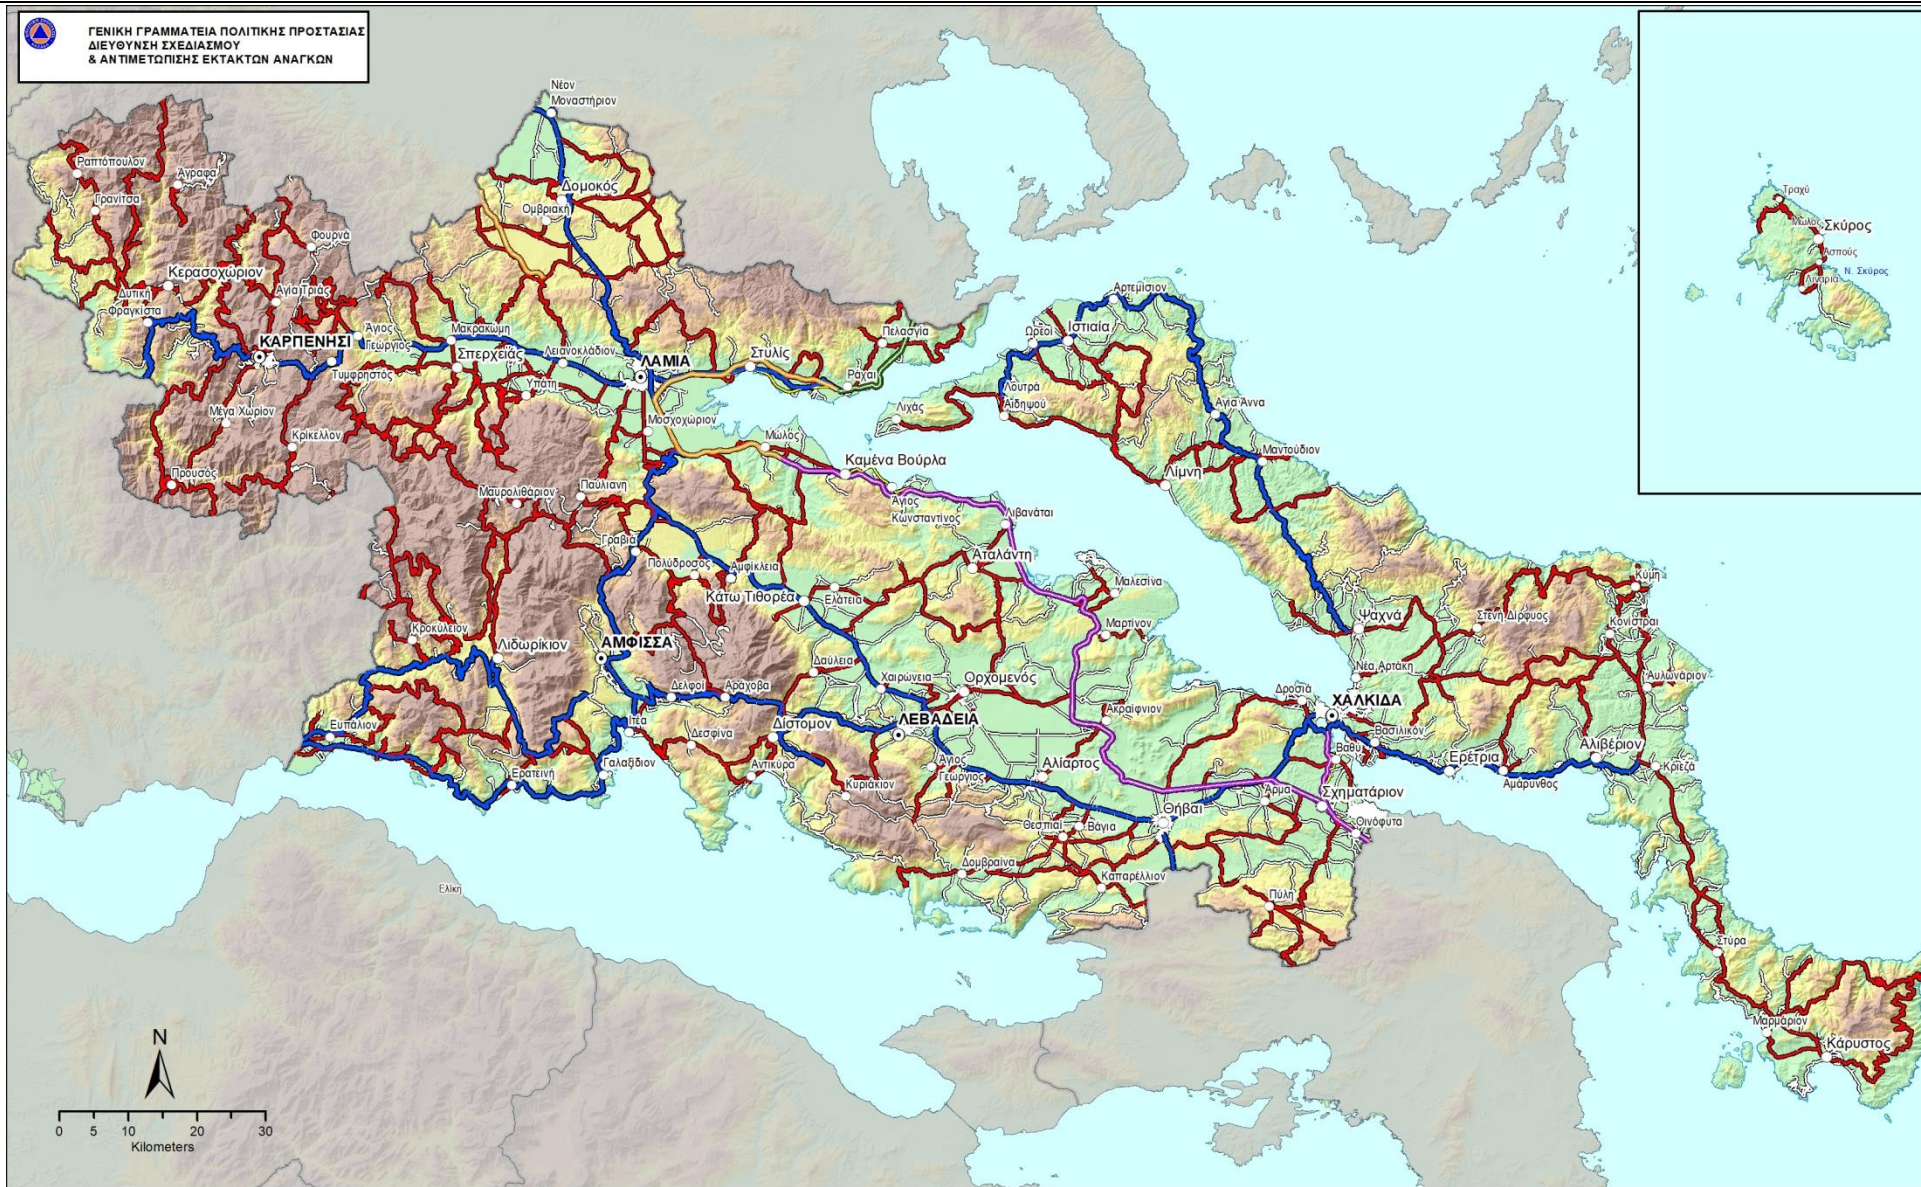 ΓΕΝΙΚΗ ΓΡΑΜΜΑΤΕΙΑ ΠΟΛΙΤΙΚΗΣ ΠΡΟΣΤΑΣΙΑΣ
ΔΙΕΥΘΥΝΣΗ ΣΧΕΔΙΑΣΜΟΥ
& ΑΝΤΙΜΕΤΩΠΙΣΗΣ ΕΚΤΑΚΤΩΝ ΑΝΑΓΚΩΝ
Νέον
Μοναστήριον
Ραπτόπουλον
Άγραφα
Γρανίτσα
Δομοκός
Ομβριακή
Φουρνά
Κερασοχώριον
Αγία Τριάς
Δυτική
Φραγκίστα
ΚΑΡΠΕΝΗΣΙ
Άγιος
Γεώργιος
Μακρακώμη
Σπερχειάς
Λειανοκλάδιον
Τυμφρηστός
Υπάτη
ΛΑΜΙΑ
Στυλίς
Πελασγία
Ράχαι
Μέγα Χωρίον
Κρίκελλον
Προυσός
Μοσχοχώριον
Μώλος
Καμένα Βούρλα
Άγιος
Κωνσταντίνος
Λιβανάται
Μαυρολιθάριον
Παύλιανη
Γραβιά
Πολύδροσος
Αμφίκλεια
Κάτω Τιθορέα
Ελάτεια
Αταλάντη
Μαλεσίνα
Μαρτίνον
Αρτεμίσιον
Ωρεοί
Ιστιαία
Λουτρά
Αιδηψού
Λιχάς
Αγία Άννα
Μαντούδιον
Λίμνη
Κροκύλειον
Λιδωρίκιον
ΑΜΦΙΣΣΑ
Δαύλεια
Χαιρώνεια
Ορχομενός
Ακραίφνιον
Δελφοί
Αράχοβα
Δίστομον
ΛΕΒΑΔΕΙΑ
Ευπάλιον
Ιτέα
Δεσφίνα
Γαλαξίδιον
Ερατεινή
Αντίκυρα
Κυριάκιον
Άγιος
Γεώργιος
Αλίαρτος
Θεσπιαί
Βάγια
Θήβαι
Δομβραίνα
Καπαρέλλιον
Άρμα
Σχηματάριον
Οινόφυτα
Πύλη
Ψαχνά
Στενή Δίρφυος
Κύμη
Κονίστραι
Νέα Αρτάκη
Αυλωνάριον
Δροσιά
ΧΑΛΚΙΔΑ
Βασιλικόν
Βαθύ
Ερέτρια
Αμάρυνθος
Αλιβέριον
Κριεζά
Στύρα
Μαρμάριον
Κάρυστος
Τραχύ
Μώλος
Σκύρος
Ασπούς
Ν. Σκύρος
Λιναριά
Ελίκη
N
0 5 10 20 30
Kilometers